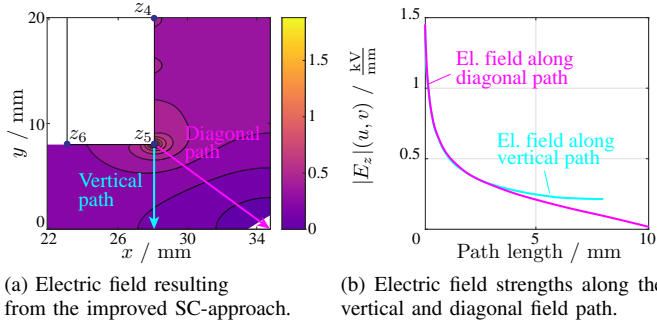 20
10
0
y / mm
22
26
30
34
x / mm
z4
z6
z5
Diagonal
path
Vertical
path
1.5
1
0.5
0
|Ez|(u, v) / kV/mm
1.5
1
0.5
0
0
5
10
Path length / mm
El. field along
diagonal path
El. field along
vertical path
(a) Electric field resulting
from the improved SC-approach.
(b) Electric field strengths along the
vertical and diagonal field path.